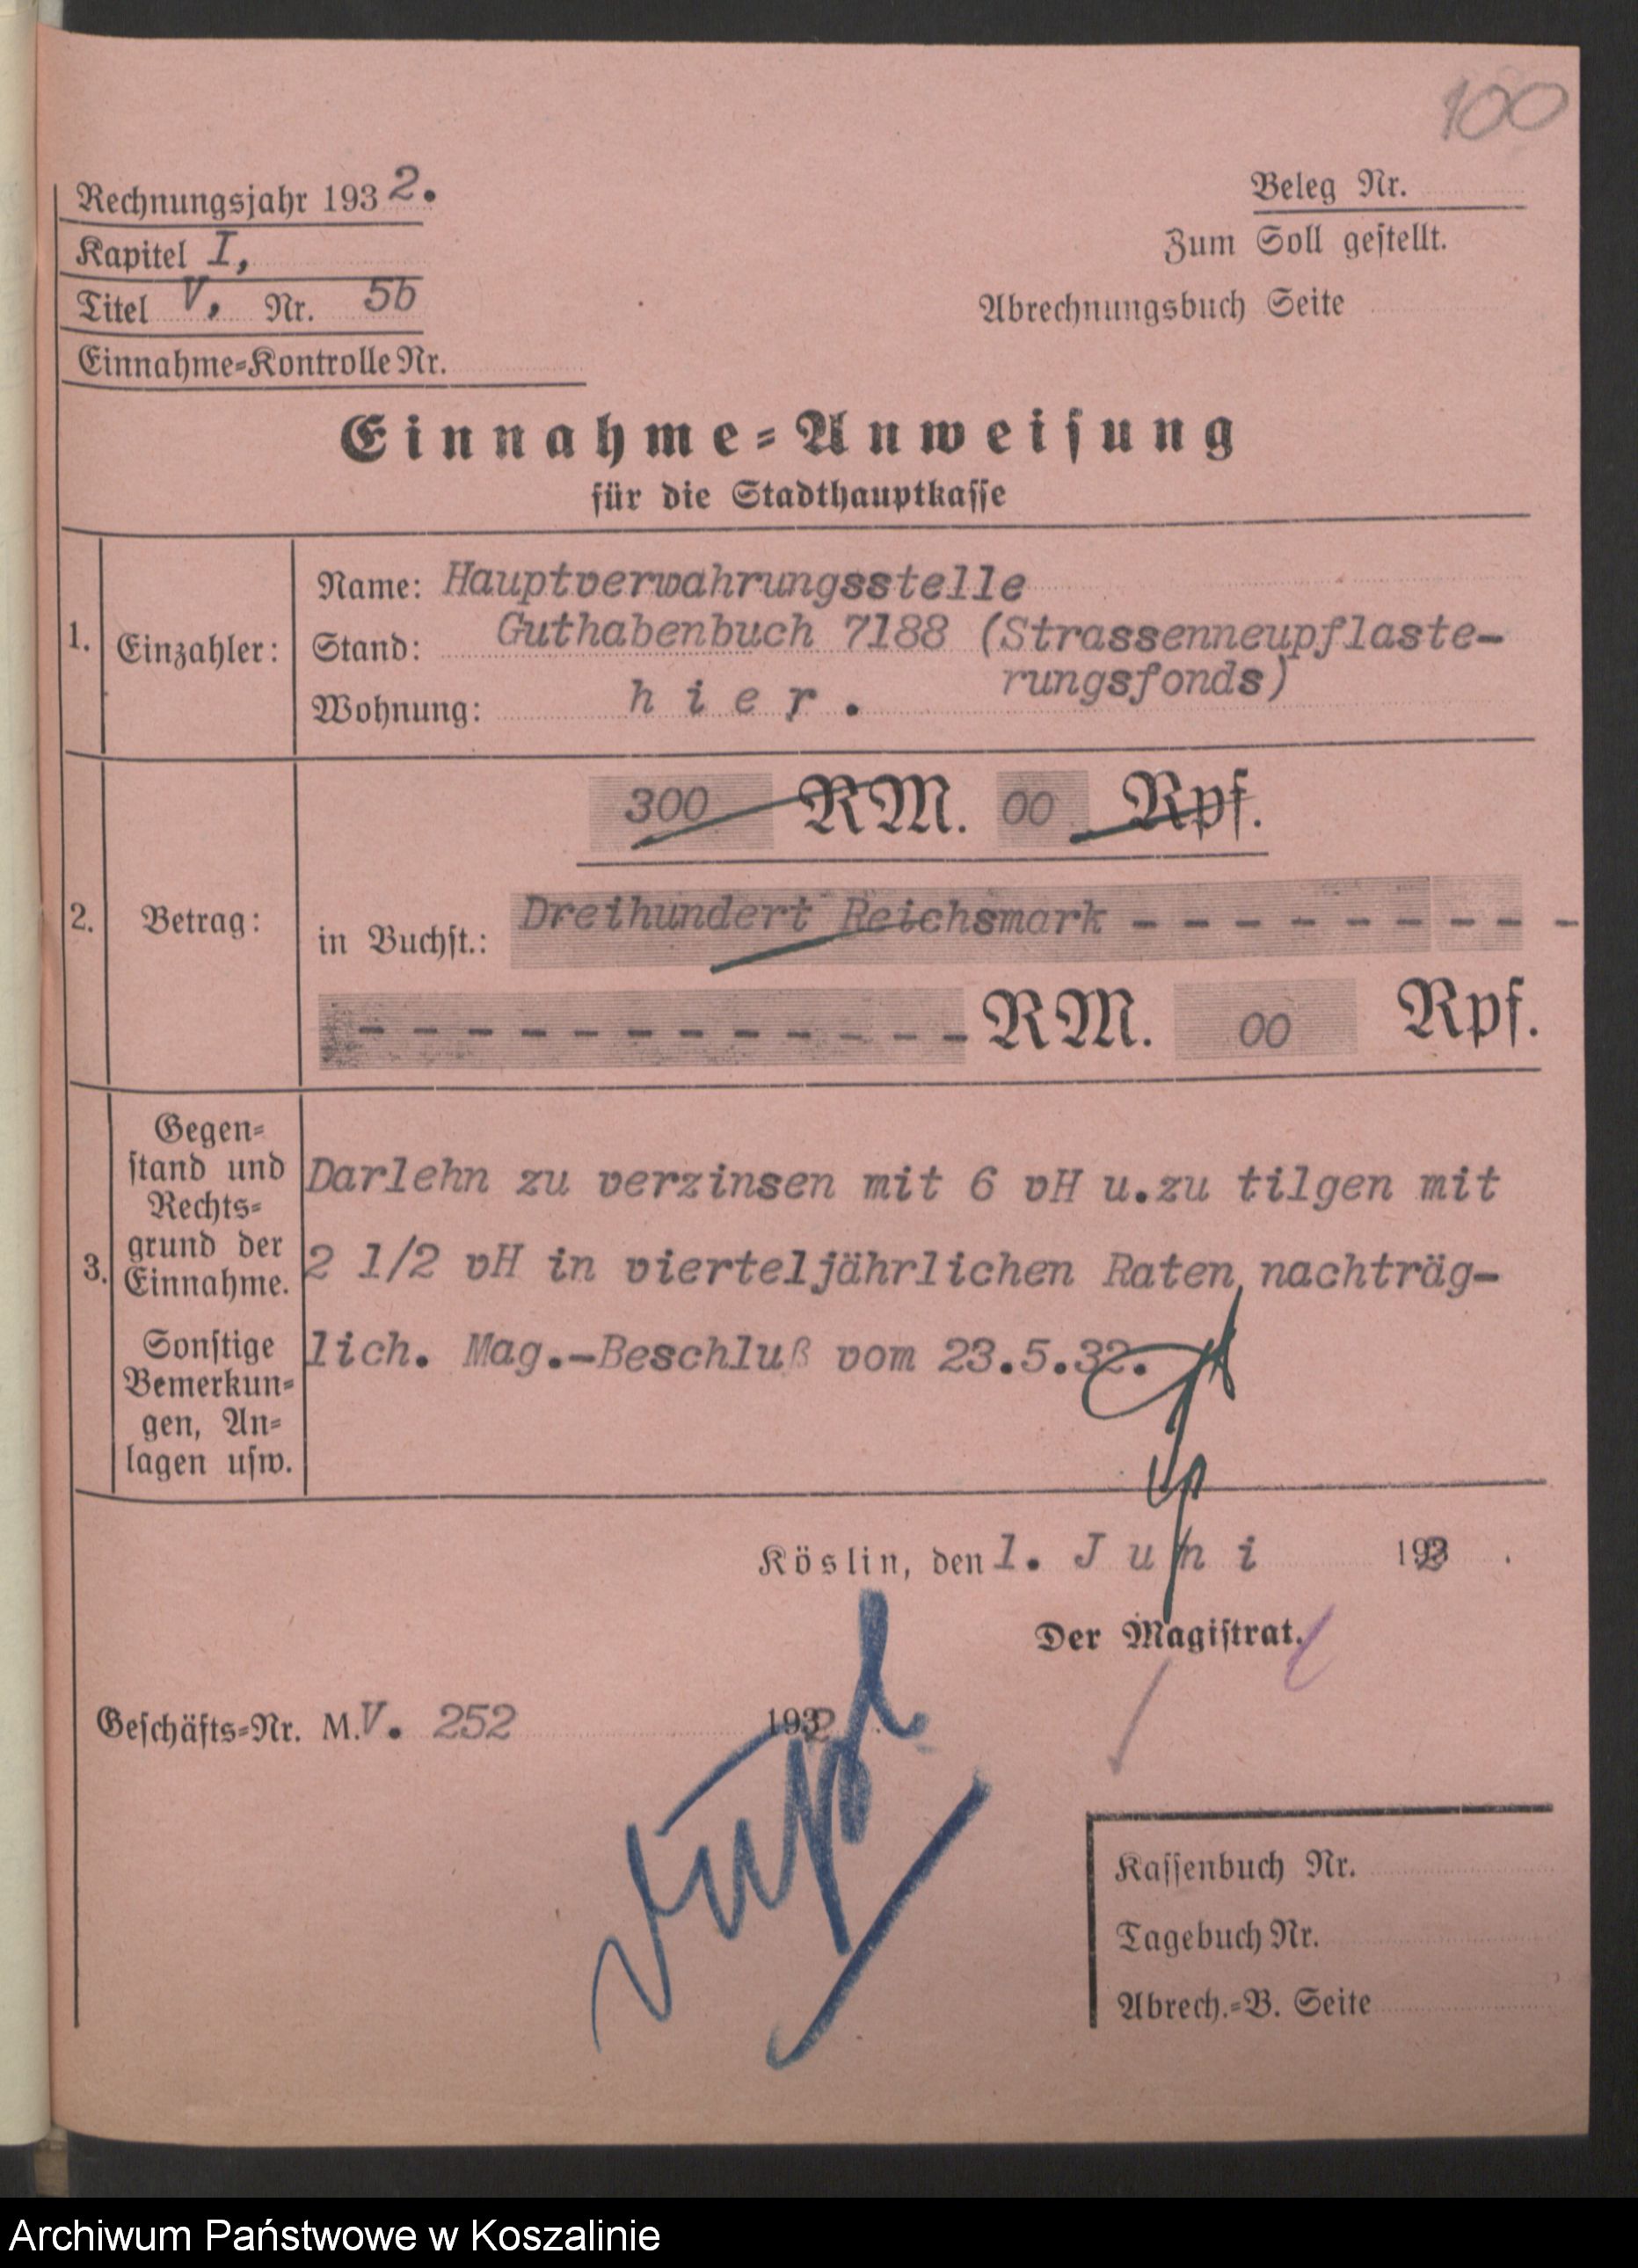 100
Rechnungsjahr 1932.
Beleg Nr.
Kapitel I,
Zum Soll gestellt.
Titel V. Nr. 5b
Abrechnungsbuch Seite
Einnahme=Kontrolle Nr.
Einnahme=Anweisung
für die Stadthauptkasse
1. Einzahler:
Name: Hauptverwahrungsstelle
Stand: Guthabenbuch 7188 (Strassenneupflaste-
rungsfonds)
Wohnung: hier.
2. Betrag:
300 RM. 00 Rpf.
in Buchst.: Dreihundert Reichsmark - - - - - - - - -
- - - - - - - - - - - - RM. 00 Rpf.
3.
Gegen=
stand und
Rechts=
grund der
Einnahme.
Sonstige
Bemerkun=
gen, An=
lagen usw.
Darlehn zu verzinsen mit 6 vH u.zu tilgen mit
2 1/2 vH in vierteljährlichen Raten nachträg-
lich. Mag.-Beschluß vom 23.5.32.
Köslin, den 1. Juni 1932.
Der Magistrat.
Geschäfts=Nr. M.V. 252 1932.
Kassenbuch Nr.
Tagebuch Nr.
Abrech.=B. Seite
Archiwum Państwowe w Koszalinie